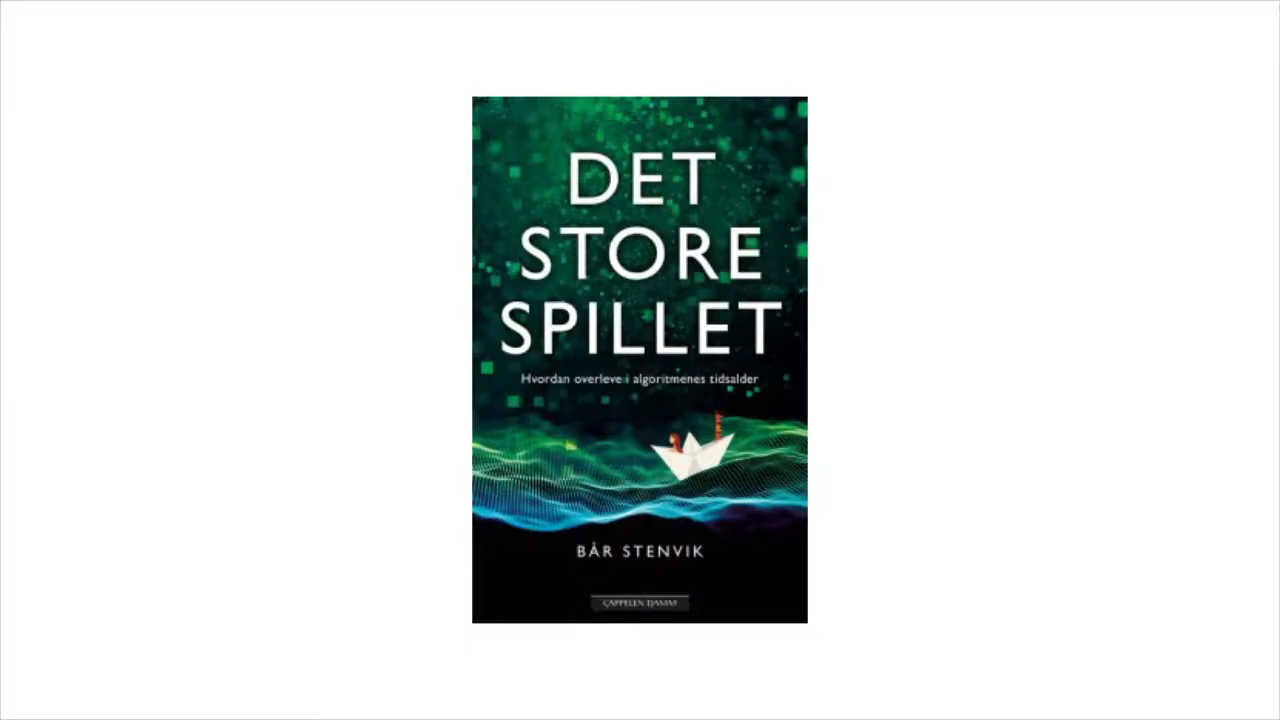 DET
STORE
SPILLET
Hvordan overleve i algoritmenes tidsalder
BÅR STENVIK
CAPPELEN DAMM